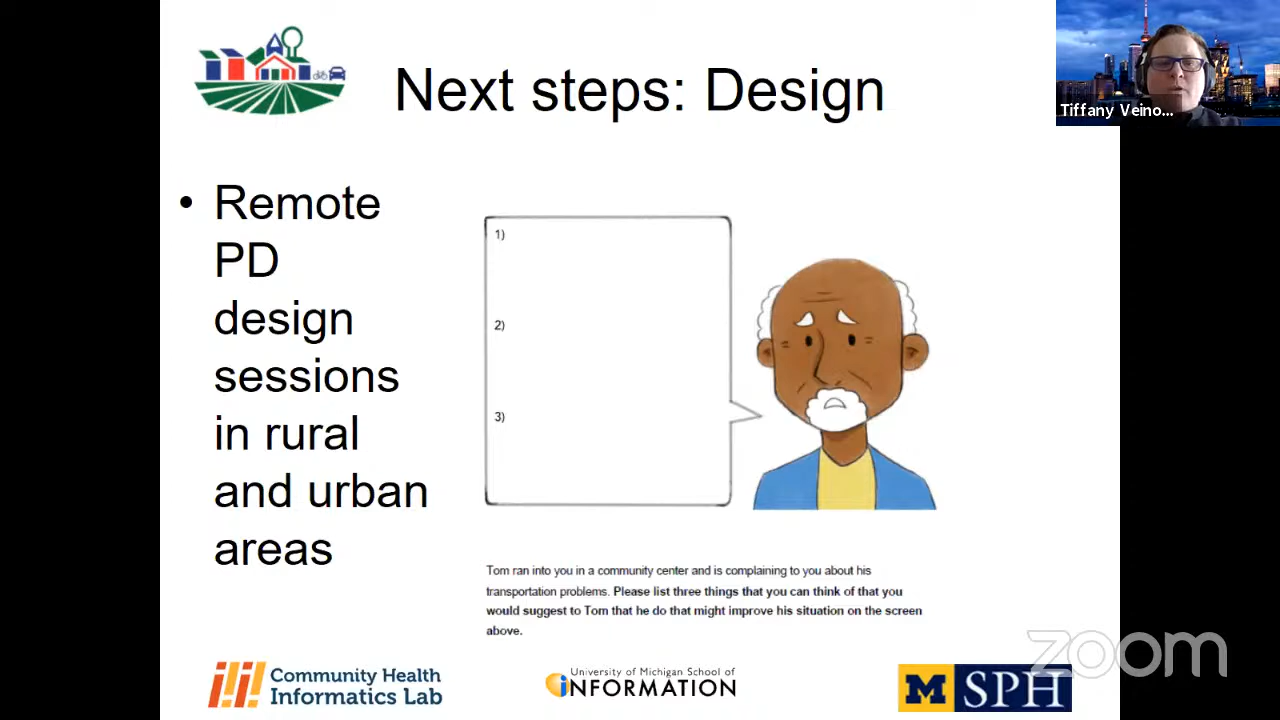 Next steps: Design
Tiffany Veino...
• Remote
PD
design
sessions
in rural
and urban
areas
1)
2)
3)
Tom ran into you in a community center and is complaining to you about his
transportation problems. Please list three things that you can think of that you
would suggest to Tom that he do that might improve his situation on the screen
above.
Community Health
Informatics Lab
University of Michigan School of
iNFORMATION
M SPH
zoom